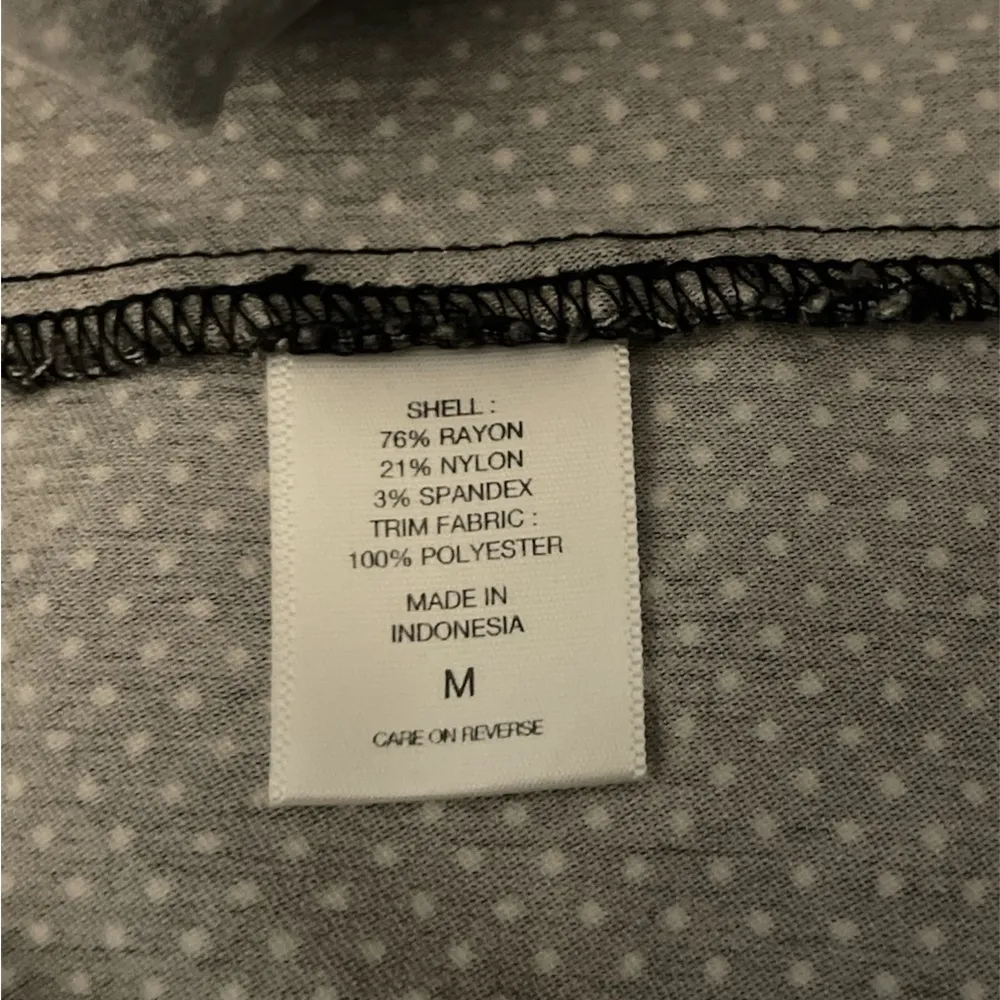 SHELL :
76% RAYON
21% NYLON
3% SPANDEX
TRIM FABRIC :
100% POLYESTER
MADE IN
INDONESIA
M
CARE ON REVERSE